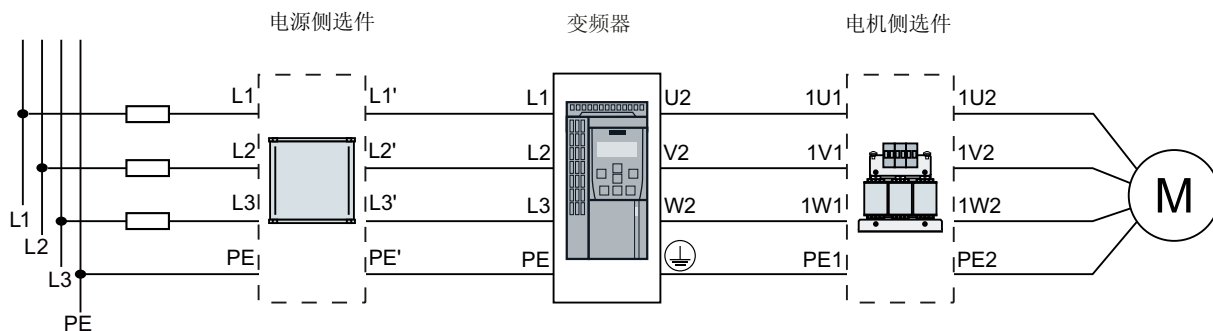 电源侧选件 变频器 电机侧选件
L1 L1' L1 U2 1U1 1U2
L2 L2' L2 V2 1V1 1V2
L3 L3' L3 W2 1W1 1W2
M
PE PE' PE PE1 PE2
L1
L2
L3
PE